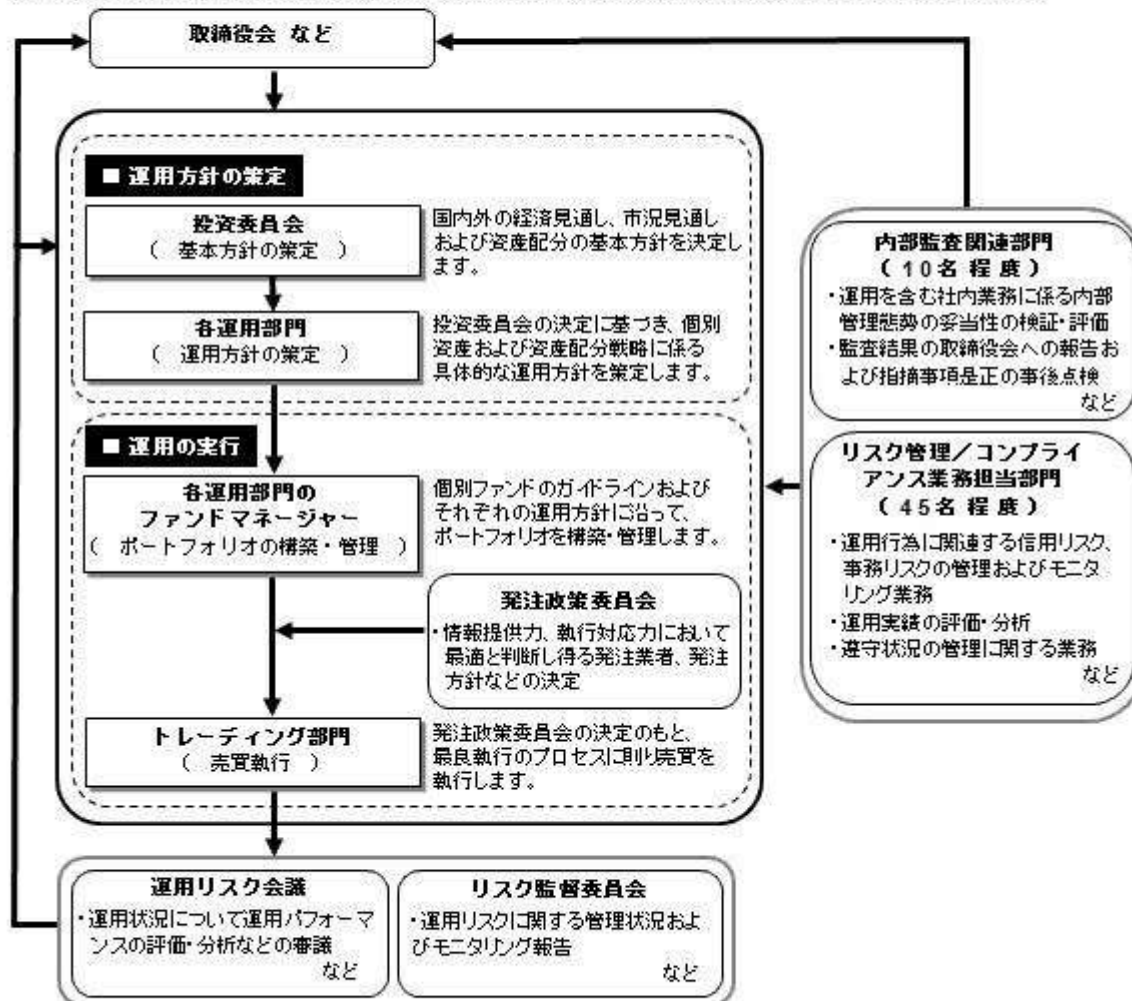 取締役会 など
■ 運用方針の策定
投資委員会
( 基本方針の策定 )
国内外の経済見通し、市況見通し
および資産配分の基本方針を決定し
ます。
各運用部門
( 運用方針の策定 )
投資委員会の決定に基づき、個別
資産および資産配分戦略に係る
具体的な運用方針を策定します。
■ 運用の実行
各運用部門の
ファンドマネージャー
( ポートフォリオの構築・管理 )
個別ファンドのガイドラインおよび
それぞれの運用方針に沿って、
ポートフォリオを構築・管理します。
発注政策委員会
・情報提供力、執行対応力において
最適と判断し得る発注業者、発注
方針などの決定
トレーディング部門
( 売買執行 )
発注政策委員会の決定のもと、
最良執行のプロセスに則り売買を
執行します。
内部監査関連部門
( 10名程度 )
・運用を含む社内業務に係る内部
管理態勢の妥当性の検証・評価
・監査結果の取締役会への報告お
よび指摘事項是正の事後点検
など
リスク管理/コンプライ
アンス業務担当部門
( 45名程度 )
・運用行為に関連する信用リスク、
事務リスクの管理およびモニタ
リング業務
・運用実績の評価・分析
・遵守状況の管理に関する業務
など
運用リスク会議
・運用状況について運用パフォーマ
ンスの評価・分析などの審議
など
リスク監督委員会
・運用リスクに関する管理状況およ
びモニタリング報告
など